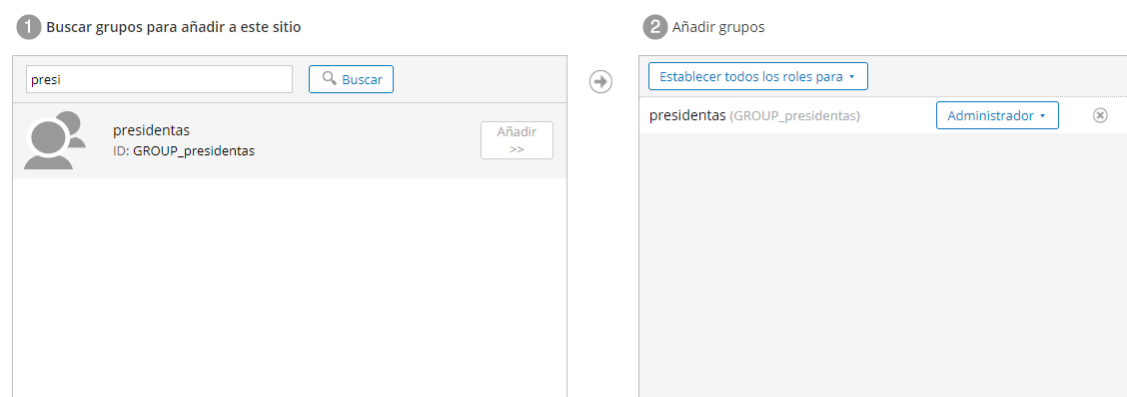 1 Buscar grupos para añadir a este sitio
presi
Buscar
presidentas
ID: GROUP_presidentas
Añadir
>>
2 Añadir grupos
Establecer todos los roles para
presidentas (GROUP_presidentas)
Administrador